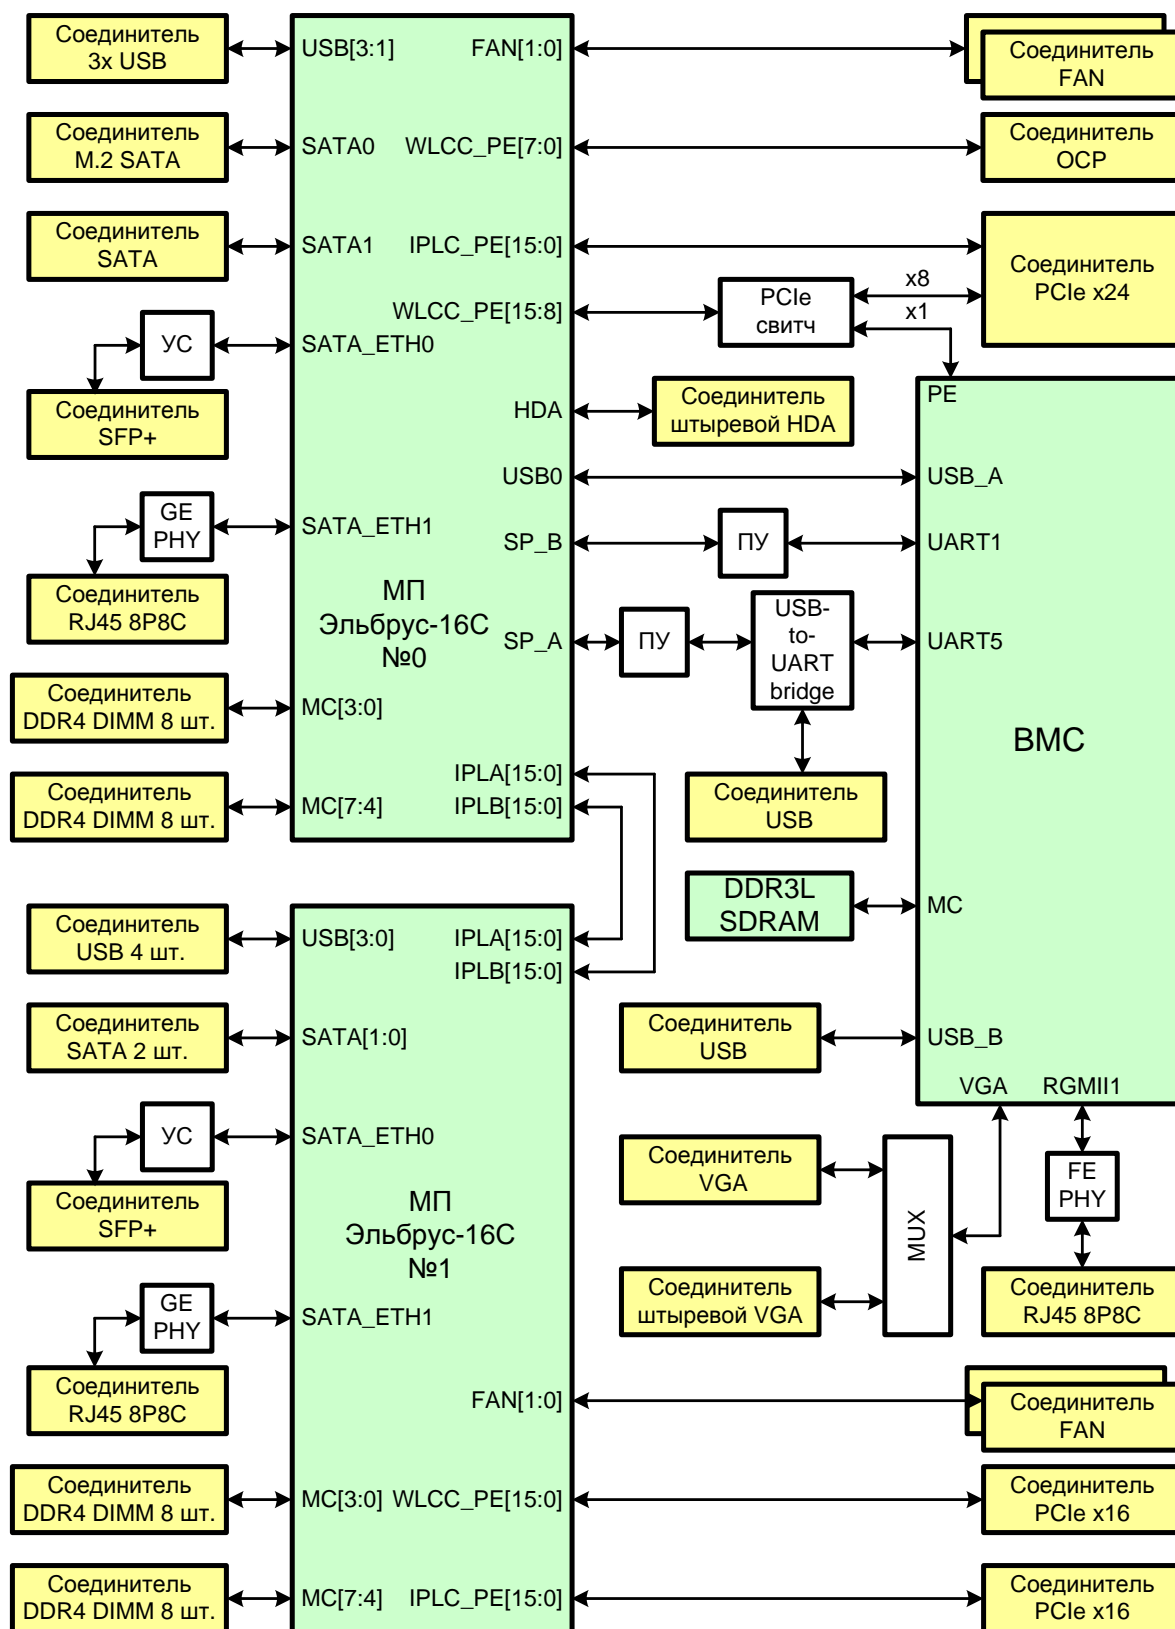 Соединитель
3x USB
USB[3:1]
FAN[1:0]
Соединитель
FAN
Соединитель
M.2 SATA
SATA0
WLCC_PE[7:0]
Соединитель
OCP
Соединитель
SATA
SATA1
IPLC_PE[15:0]
Соединитель
PCIe x24
WLCC_PE[15:8]
PCIe
свитч
x8
x1
УС
SATA_ETH0
Соединитель
SFP+
HDA
Соединитель
штыревой HDA
PE
USB0
USB_A
GE
PHY
SATA_ETH1
SP_B
ПУ
UART1
Соединитель
RJ45 8P8C
МП
Эльбрус-16С
№0
SP_A
ПУ
USB-
to-
UART
bridge
UART5
Соединитель
DDR4 DIMM 8 шт.
MC[3:0]
BMC
Соединитель
DDR4 DIMM 8 шт.
MC[7:4]
IPLA[15:0]
IPLB[15:0]
Соединитель
USB
DDR3L
SDRAM
MC
Соединитель
USB 4 шт.
USB[3:0]
IPLA[15:0]
IPLB[15:0]
Соединитель
SATA 2 шт.
SATA[1:0]
Соединитель
USB
USB_B
VGA
RGMII1
УС
SATA_ETH0
Соединитель
SFP+
Соединитель
VGA
FE
PHY
МП
Эльбрус-16С
№1
MUX
GE
PHY
SATA_ETH1
Соединитель
штыревой VGA
Соединитель
RJ45 8P8C
Соединитель
RJ45 8P8C
FAN[1:0]
Соединитель
FAN
Соединитель
DDR4 DIMM 8 шт.
MC[3:0]
WLCC_PE[15:0]
Соединитель
PCIe x16
Соединитель
DDR4 DIMM 8 шт.
MC[7:4]
IPLC_PE[15:0]
Соединитель
PCIe x16